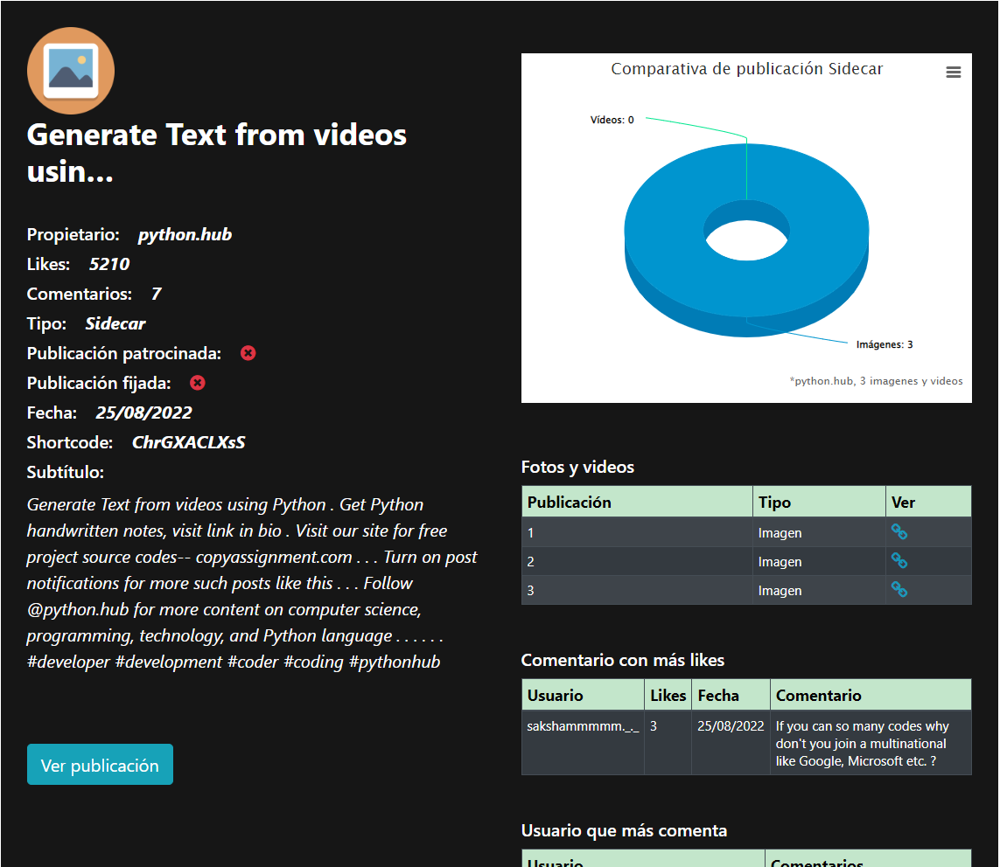 Generate Text from videos
usin...
Propietario: python.hub
Likes: 5210
Comentarios: 7
Tipo: Sidecar
Publicación patrocinada:
Publicación fijada:
Fecha: 25/08/2022
Shortcode: ChrGXACLXsS
Subtítulo:
Generate Text from videos using Python . Get Python
handwritten notes, visit link in bio . Visit our site for free
project source codes-- copyassignment.com . . . Turn on post
notifications for more such posts like this . . . Follow
@python.hub for more content on computer science,
programming, technology, and Python language . . . . . .
#developer #development #coder #coding #pythonhub
Ver publicación
Comparativa de publicación Sidecar
Vídeos: 0
Imágenes: 3
*python.hub, 3 imagenes y videos
Fotos y videos
Publicación Tipo Ver
1 Imagen
2 Imagen
3 Imagen
Comentario con más likes
Usuario Likes Fecha Comentario
sakshammmmm._._ 3 25/08/2022 If you can so many codes why
don't you join a multinational
like Google, Microsoft etc. ?
Usuario que más comenta
Usuario Comentarios